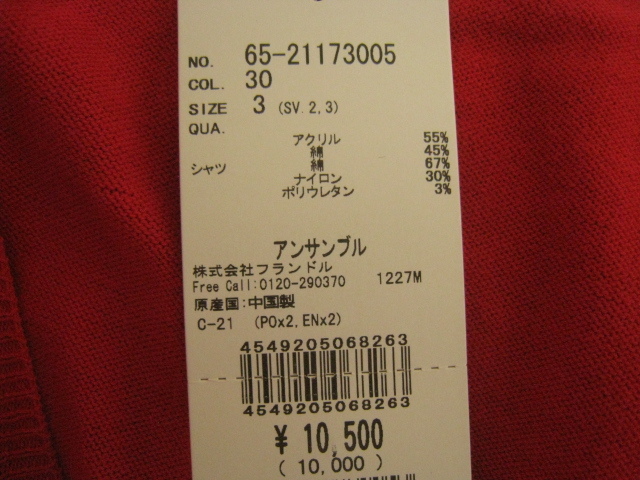 NO. 65-21173005
COL. 30
SIZE 3 (SV.2,3)
QUA.
アクリル 55%
綿 45%
シャツ 綿 67%
ナイロン 30%
ポリウレタン 3%
アンサンブル
株式会社フランドル
Free Call:0120-290370 1227M
原産国:中国製
C-21 (POx2,ENx2)
4549205068263
4549205068263
¥ 10,500
( 10,000 )